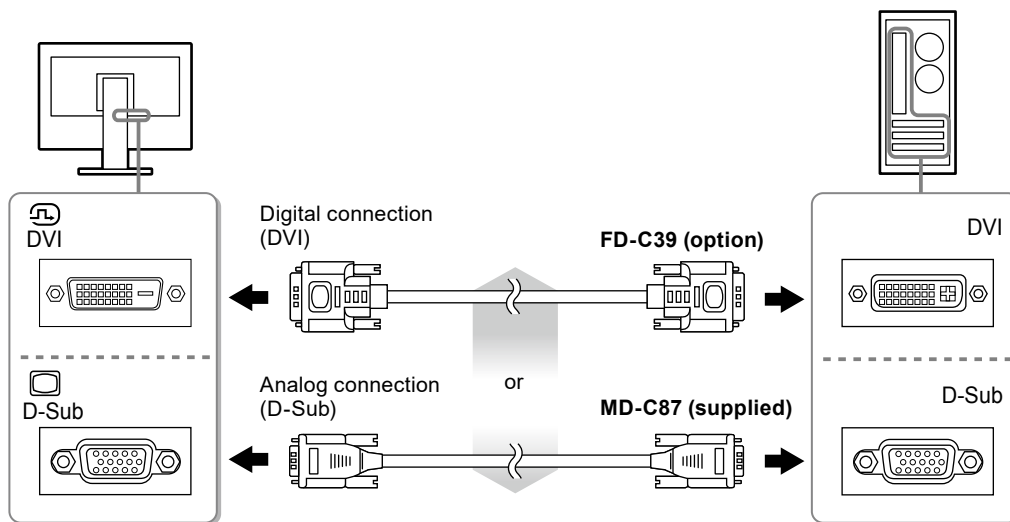 DVI
Digital connection
(DVI)
FD-C39 (option)
DVI
D-Sub
Analog connection
(D-Sub)
or
MD-C87 (supplied)
D-Sub